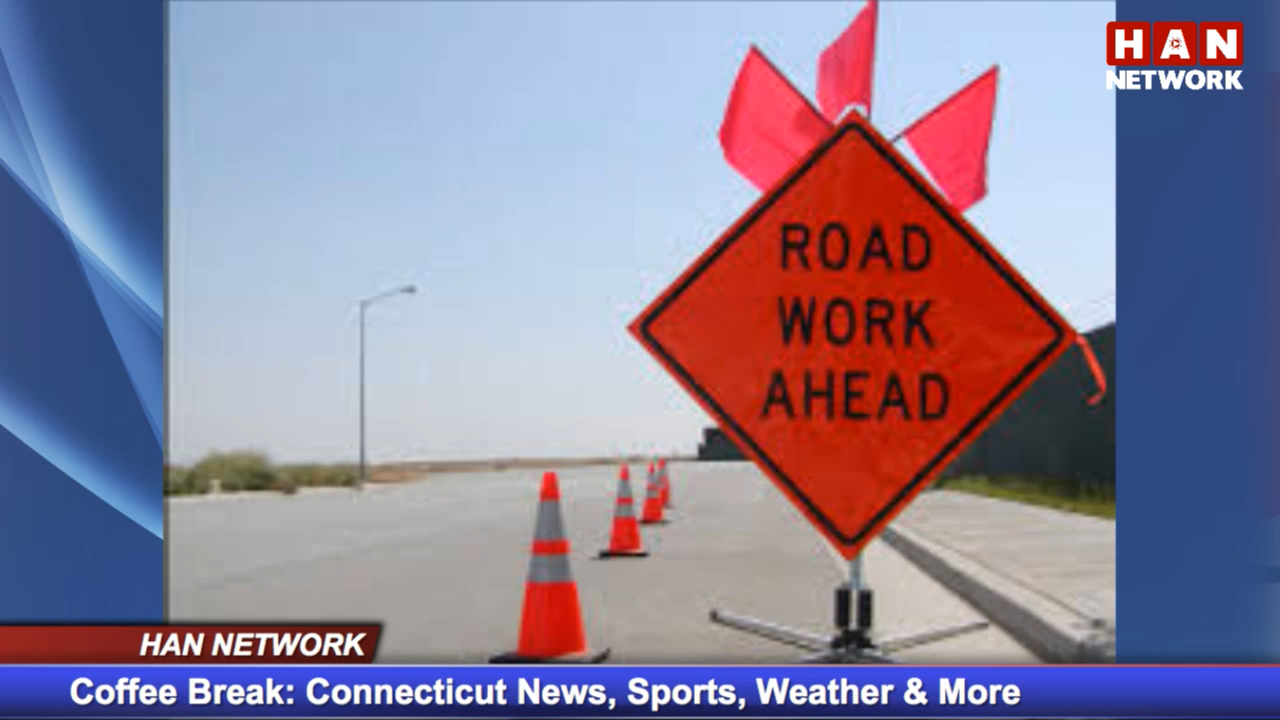 HAN
NETWORK
ROAD
WORK
AHEAD
HAN NETWORK
Coffee Break: Connecticut News, Sports, Weather & More